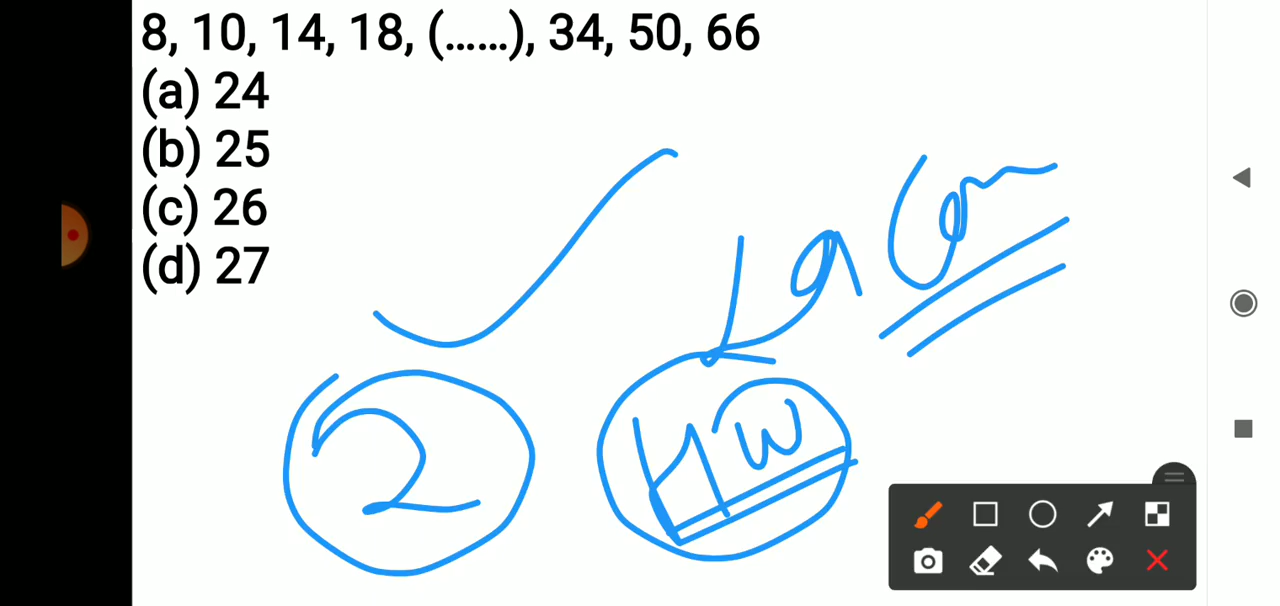 8, 10, 14, 18, (......), 34, 50, 66
(a) 24
(b) 25
(c) 26
(d) 27
2
HW